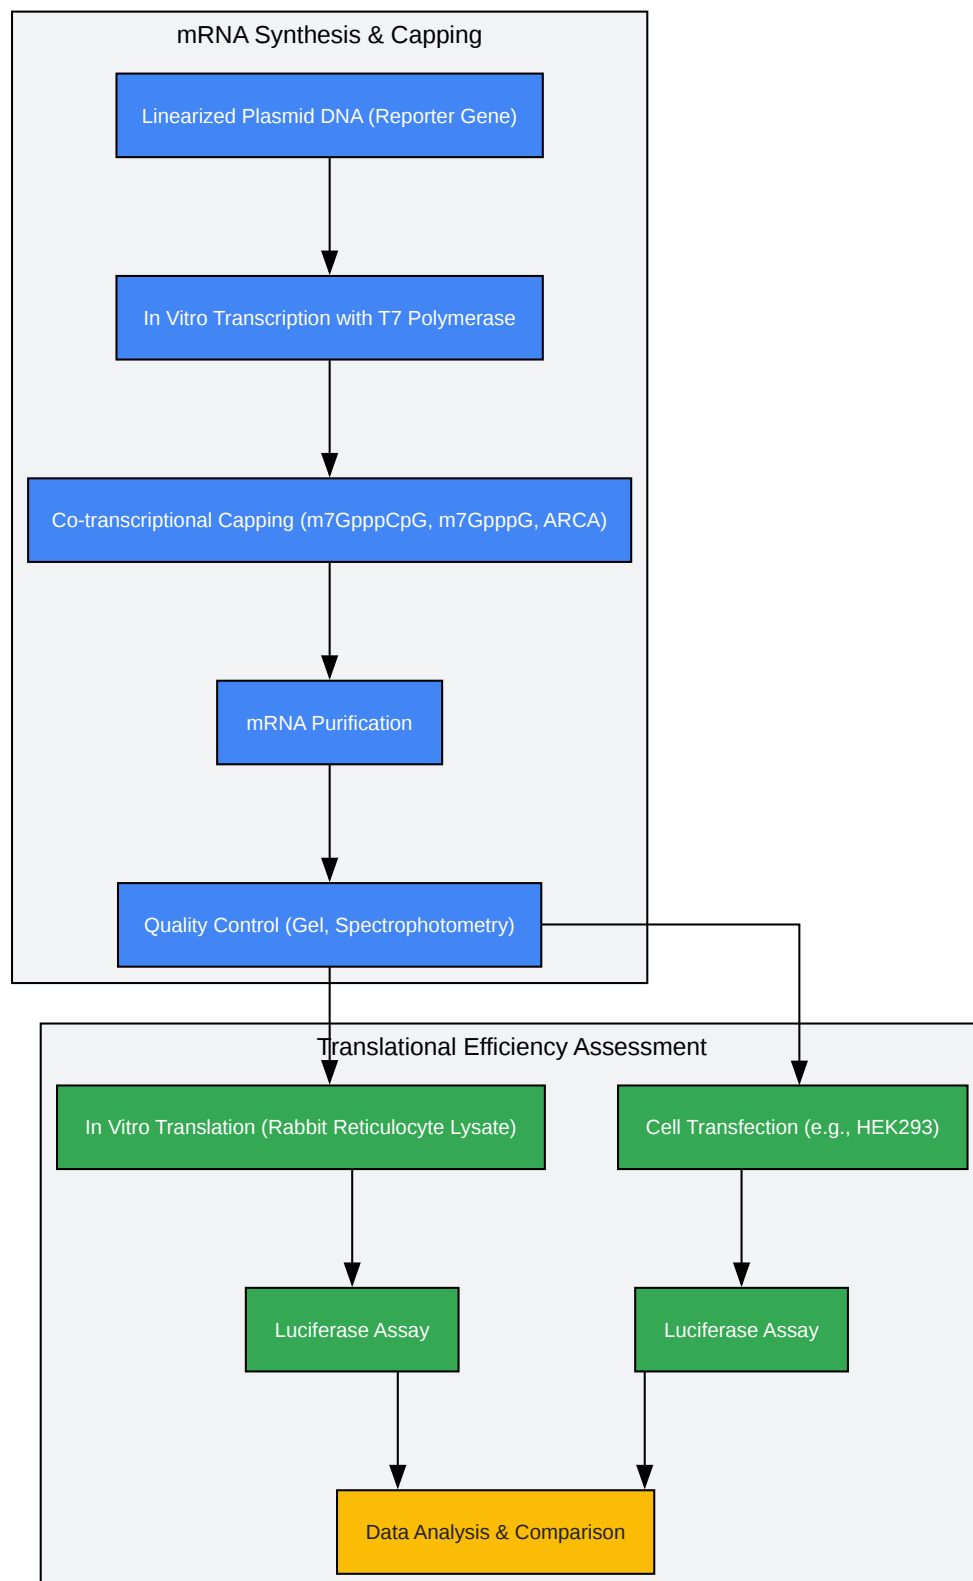 mRNA Synthesis & Capping
Linearized Plasmid DNA (Reporter Gene)
In Vitro Transcription with T7 Polymerase
Co-transcriptional Capping (m7GpppCpG, m7GpppG, ARCA)
mRNA Purification
Quality Control (Gel, Spectrophotometry)
Translational Efficiency Assessment
In Vitro Translation (Rabbit Reticulocyte Lysate)
Cell Transfection (e.g., HEK293)
Luciferase Assay
Luciferase Assay
Data Analysis & Comparison